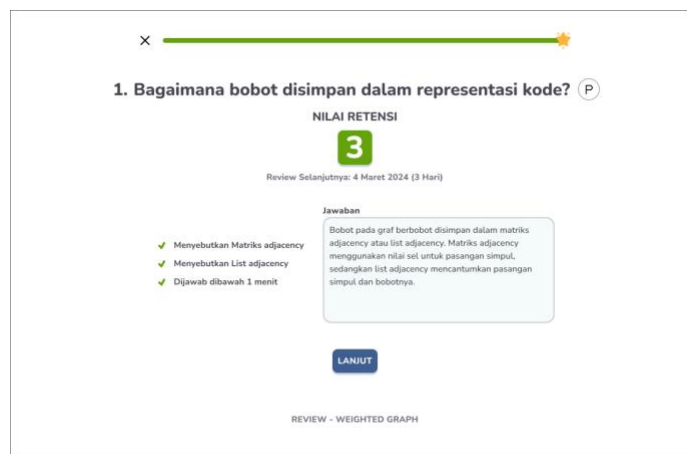 ×
1. Bagaimana bobot disimpan dalam representasi kode? P
NILAI RETENSI
3
Review Selanjutnya: 4 Maret 2024 (3 Hari)
Jawaban
Menyebutkan Matriks adjacency
Menyebutkan List adjacency
Dijawab dibawah 1 menit
Bobot pada graf berbobot disimpan dalam matriks
adjacency atau list adjacency. Matriks adjacency
menggunakan nilai sel untuk pasangan simpul,
sedangkan list adjacency mencantumkan pasangan
simpul dan bobotnya.
LANJUT
REVIEW - WEIGHTED GRAPH